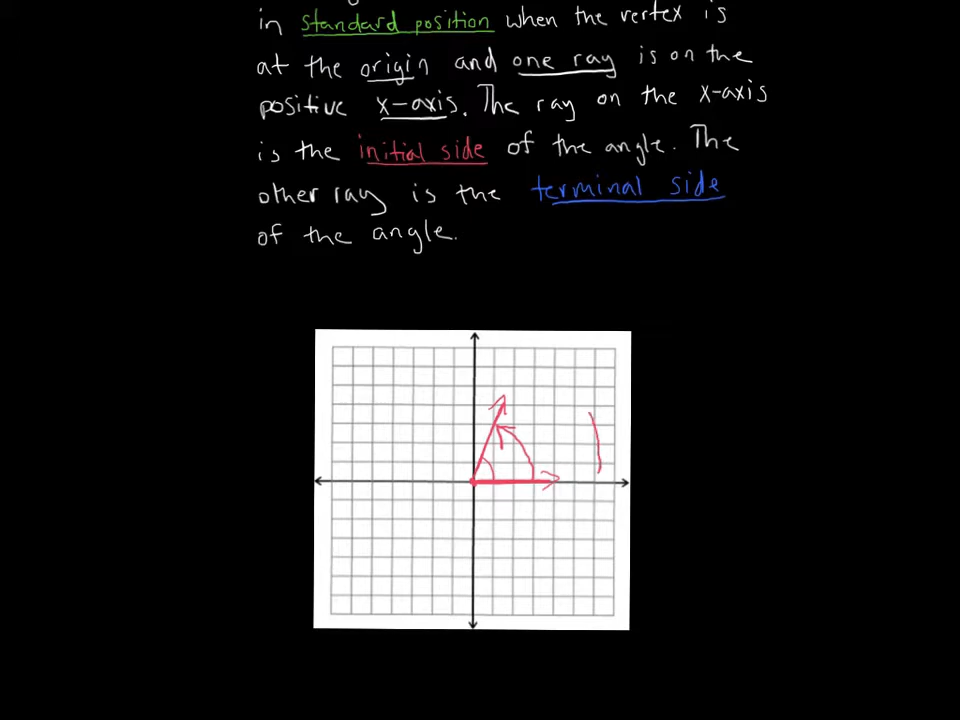 in standard position when the vertex is
at the origin and one ray is on the
positive x-axis. The ray on the x-axis
is the initial side of the angle. The
other ray is the terminal side
of the angle.